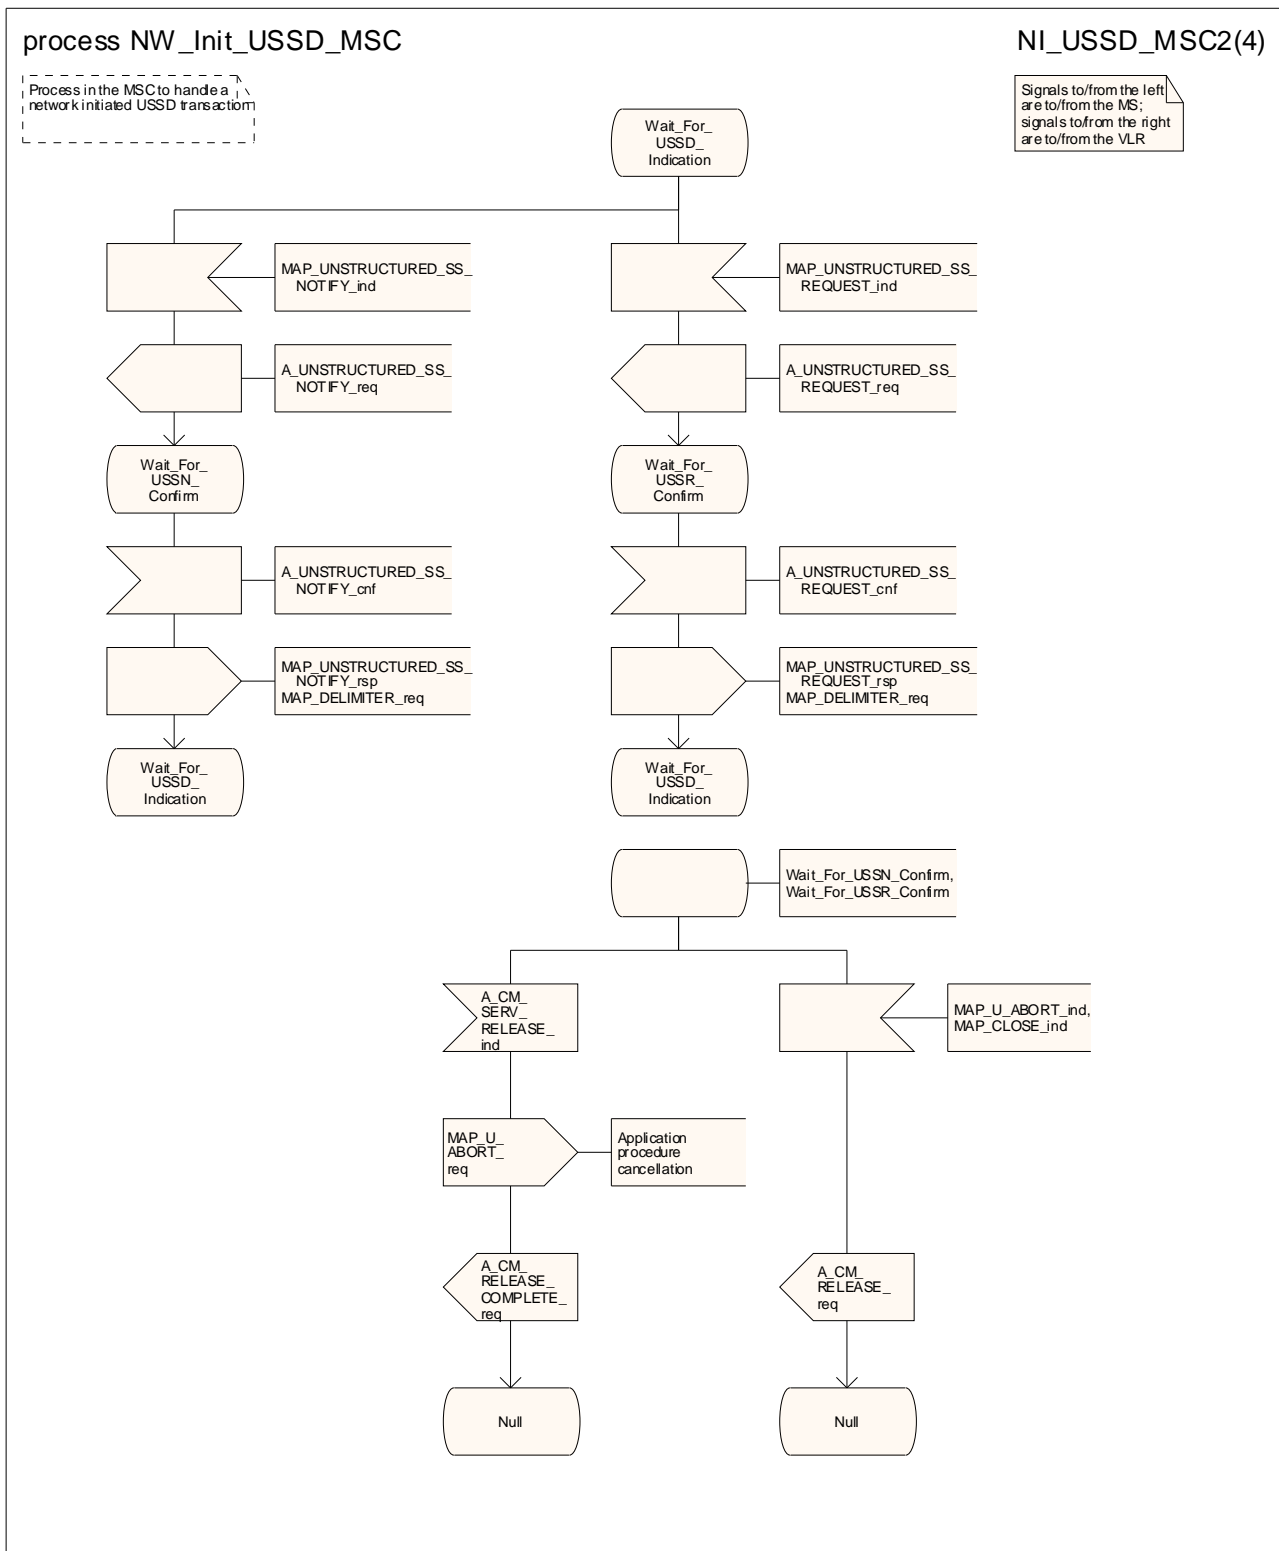 process NW_Init_USSD_MSC
NI_USSD_MSC2(4)
Process in the MSC to handle a
network initiated USSD transaction
Signals to/from the left
are to/from the MS;
signals to/from the right
are to/from the VLR
Wait_For_
USSD_
Indication
MAP_UNSTRUCTURED_SS_
NOTIFY_ind
MAP_UNSTRUCTURED_SS_
REQUEST_ind
A_UNSTRUCTURED_SS_
NOTIFY_req
A_UNSTRUCTURED_SS_
REQUEST_req
Wait_For_
USSN_
Confirm
Wait_For_
USSR_
Confirm
A_UNSTRUCTURED_SS_
NOTIFY_cnf
A_UNSTRUCTURED_SS_
REQUEST_cnf
MAP_UNSTRUCTURED_SS_
NOTIFY_rsp
MAP_DELIMITER_req
MAP_UNSTRUCTURED_SS_
REQUEST_rsp
MAP_DELIMITER_req
Wait_For_
USSD_
Indication
Wait_For_
USSD_
Indication
Wait_For_USSN_Confirm,
Wait_For_USSR_Confirm
A_CM_
SERV_
RELEASE_
ind
MAP_U_ABORT_ind,
MAP_CLOSE_ind
MAP_U_
ABORT_
req
Application
procedure
cancellation
A_CM_
RELEASE_
COMPLETE_
req
A_CM_
RELEASE_
req
Null
Null